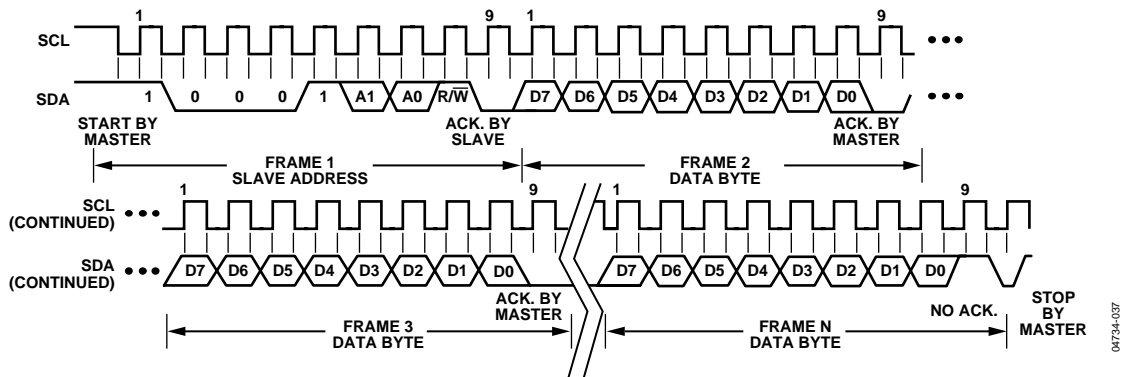 1 9 1 9
SCL
SDA 1 0 0 0 1 A1 A0 R/W̅ D7 D6 D5 D4 D3 D2 D1 D0
START BY
MASTER
ACK. BY
SLAVE
ACK. BY
MASTER
FRAME 1
SLAVE ADDRESS
FRAME 2
DATA BYTE
1 9 1 9
SCL
(CONTINUED)
SDA
(CONTINUED)
D7 D6 D5 D4 D3 D2 D1 D0 D7 D6 D5 D4 D3 D2 D1 D0
ACK. BY
MASTER
NO ACK.
STOP
BY
MASTER
FRAME 3
DATA BYTE
FRAME N
DATA BYTE
04734-037